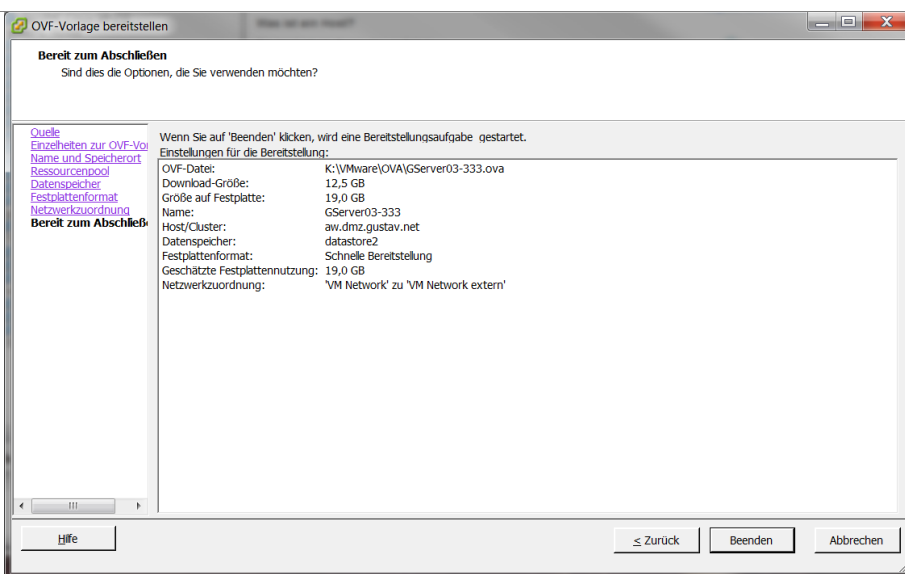 OVF-Vorlage bereitstellen
Bereit zum Abschließen
Sind dies die Optionen, die Sie verwenden möchten?
Quelle
Einzelheiten zur OVF-Vor
Name und Speicherort
Ressourcenpool
Datenspeicher
Festplattenformat
Netzwerkzuordnung
Bereit zum Abschließe
Wenn Sie auf 'Beenden' klicken, wird eine Bereitstellungsaufgabe gestartet.
Einstellungen für die Bereitstellung:
OVF-Datei: K:\VMware\OVA\GServer03-333.ova
Download-Größe: 12,5 GB
Größe auf Festplatte: 19,0 GB
Name: GServer03-333
Host/Cluster: aw.dmz.gustav.net
Datenspeicher: datastore2
Festplattenformat: Schnelle Bereitstellung
Geschätzte Festplattennutzung: 19,0 GB
Netzwerkzuordnung: 'VM Network' zu 'VM Network extern'
Hilfe
< Zurück
Beenden
Abbrechen